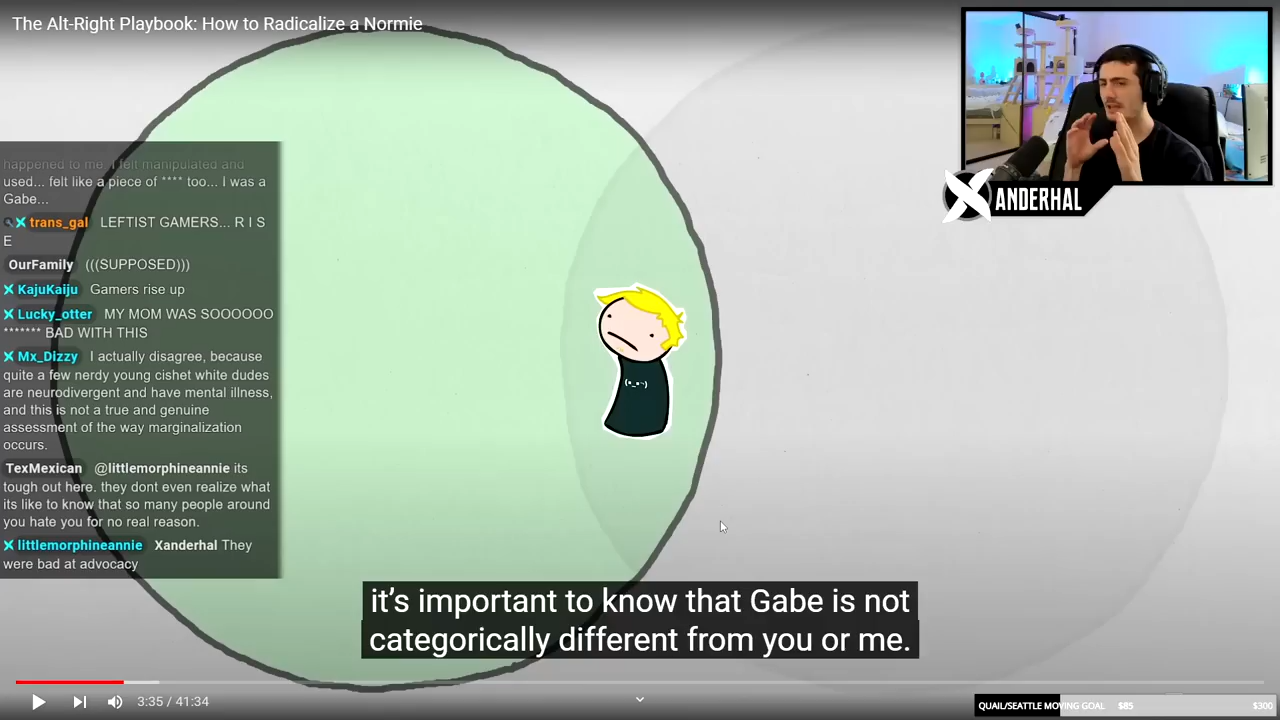 The Alt-Right Playbook: How to Radicalize a Normie
ANDERHAL
happened to me. I felt manipulated and
used... felt like a piece of **** too... I was a
Gabe...
trans_gal LEFTIST GAMERS... R I S
E
OurFamily (((SUPPOSED)))
KajuKaiju Gamers rise up
Lucky_otter MY MOM WAS SOOOOOO
******* BAD WITH THIS
Mx_Dizzy I actually disagree, because
quite a few nerdy young cishet white dudes
are neurodivergent and have mental illness,
and this is not a true and genuine
assessment of the way marginalization
occurs.
TexMexican @littlemorphineannie its
tough out here. they dont even realize what
its like to know that so many people around
you hate you for no real reason.
littlemorphineannie Xanderhal They
were bad at advocacy
it's important to know that Gabe is not
categorically different from you or me.
3:35 / 41:34
QUAIL/SEATTLE MOVING GOAL $85 $300